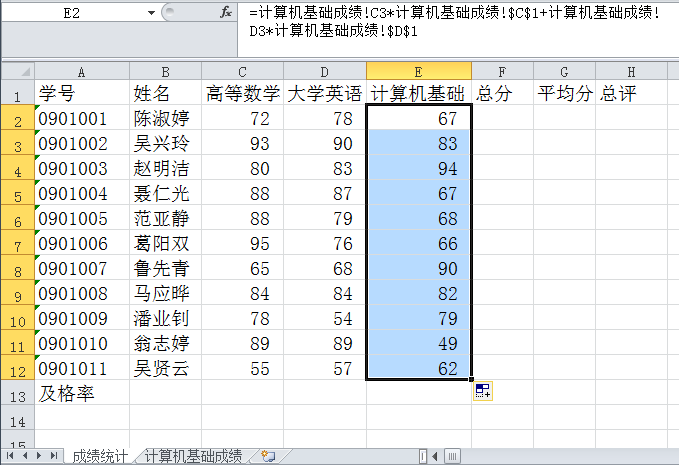 E2 fx =计算机基础成绩!C3*计算机基础成绩!$C$1+计算机基础成绩!
D3*计算机基础成绩!$D$1
A B C D E F G H
1 学号 姓名 高等数学 大学英语 计算机基础 总分 平均分 总评
2 0901001 陈淑婷 72 78 67
3 0901002 吴兴玲 93 90 83
4 0901003 赵明洁 80 83 94
5 0901004 聂仁光 88 87 67
6 0901005 范亚静 88 79 68
7 0901006 葛阳双 95 76 66
8 0901007 鲁先青 65 68 90
9 0901008 马应晔 84 84 82
10 0901009 潘业钊 78 54 79
11 0901010 翁志婷 89 89 49
12 0901011 吴贤云 55 57 62
13 及格率
14
15
成绩统计 计算机基础成绩